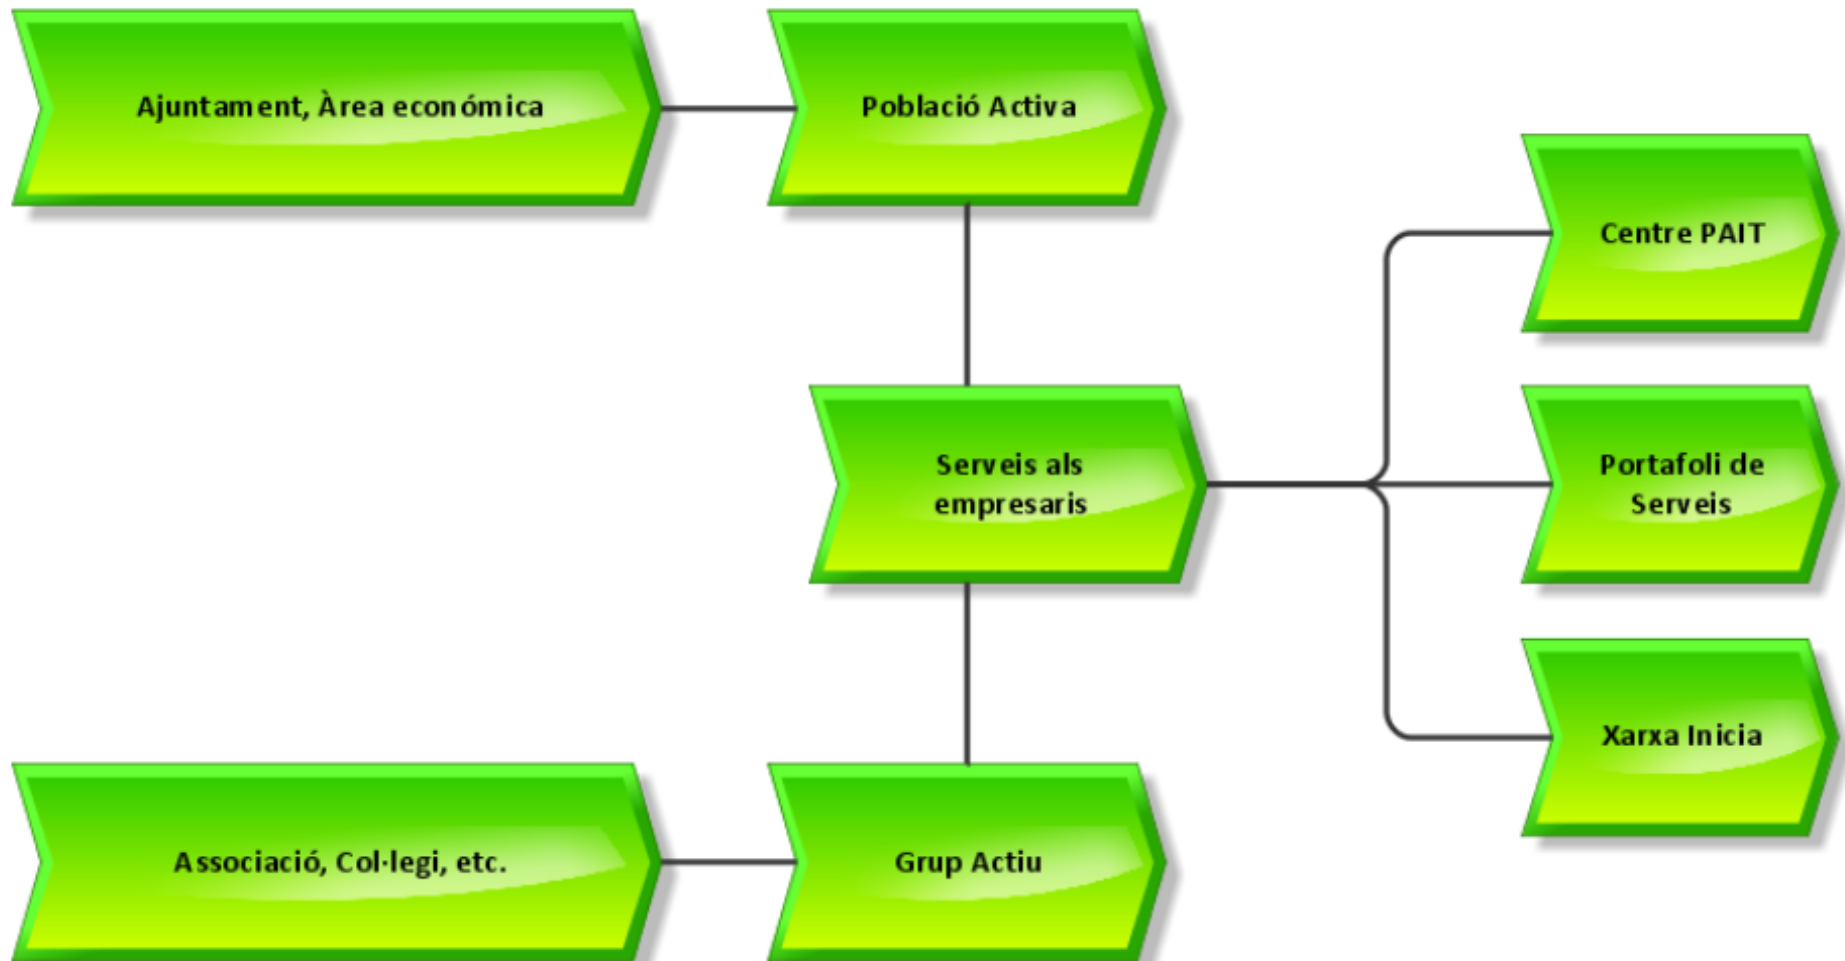 Ajuntament, Àrea económica
Població Activa
Centre PAIT
Serveis als
empresaris
Portafoli de
Serveis
Xarxa Inicia
Associació, Col·legi, etc.
Grup Actiu